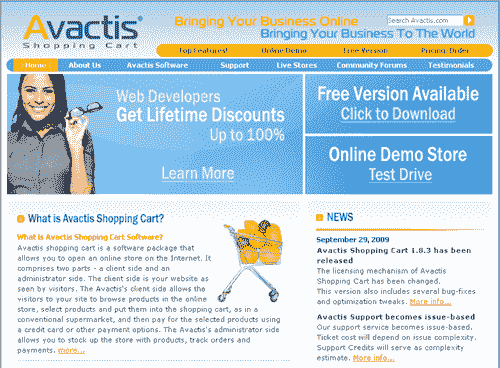 Avactis
Shopping Cart
Bringing Your Business Online
Bringing Your Business To The World
Search Avactis.com
Top Features! Online Demo Free Version Pricing/Order
Home About Us Avactis Software Support Live Stores Community Forums Testimonials
Web Developers
Get Lifetime Discounts
Up to 100%
Learn More
Free Version Available
Click to Download
Online Demo Store
Test Drive
What is Avactis Shopping Cart?
What is Avactis Shopping Cart Software?
Avactis shopping cart is a software package that
allows you to open an online store on the Internet. It
comprises two parts - a client side and an
administrator side. The client side is your website as
seen by visitors. The Avactis's client side allows the
visitors to your site to browse products in the online
store, select products and put them into the shopping cart, as in a
conventional supermarket, and then pay for the selected products using
a credit card or other payment options. The Avactis's administrator side
allows you to stock up the store with products, track orders and
payments. more...
NEWS
September 29, 2009
Avactis Shopping Cart 1.8.3 has been
released
The licensing mechanism of Avactis
Shopping Cart has been changed.
This version also includes several bug-fixes
and optimization tweaks. More info...
Avactis Support becomes issue-based
Our support service becomes issue-based.
Ticket cost will depend on issue complexity.
Support Credits will serve as complexity
estimate. More info...